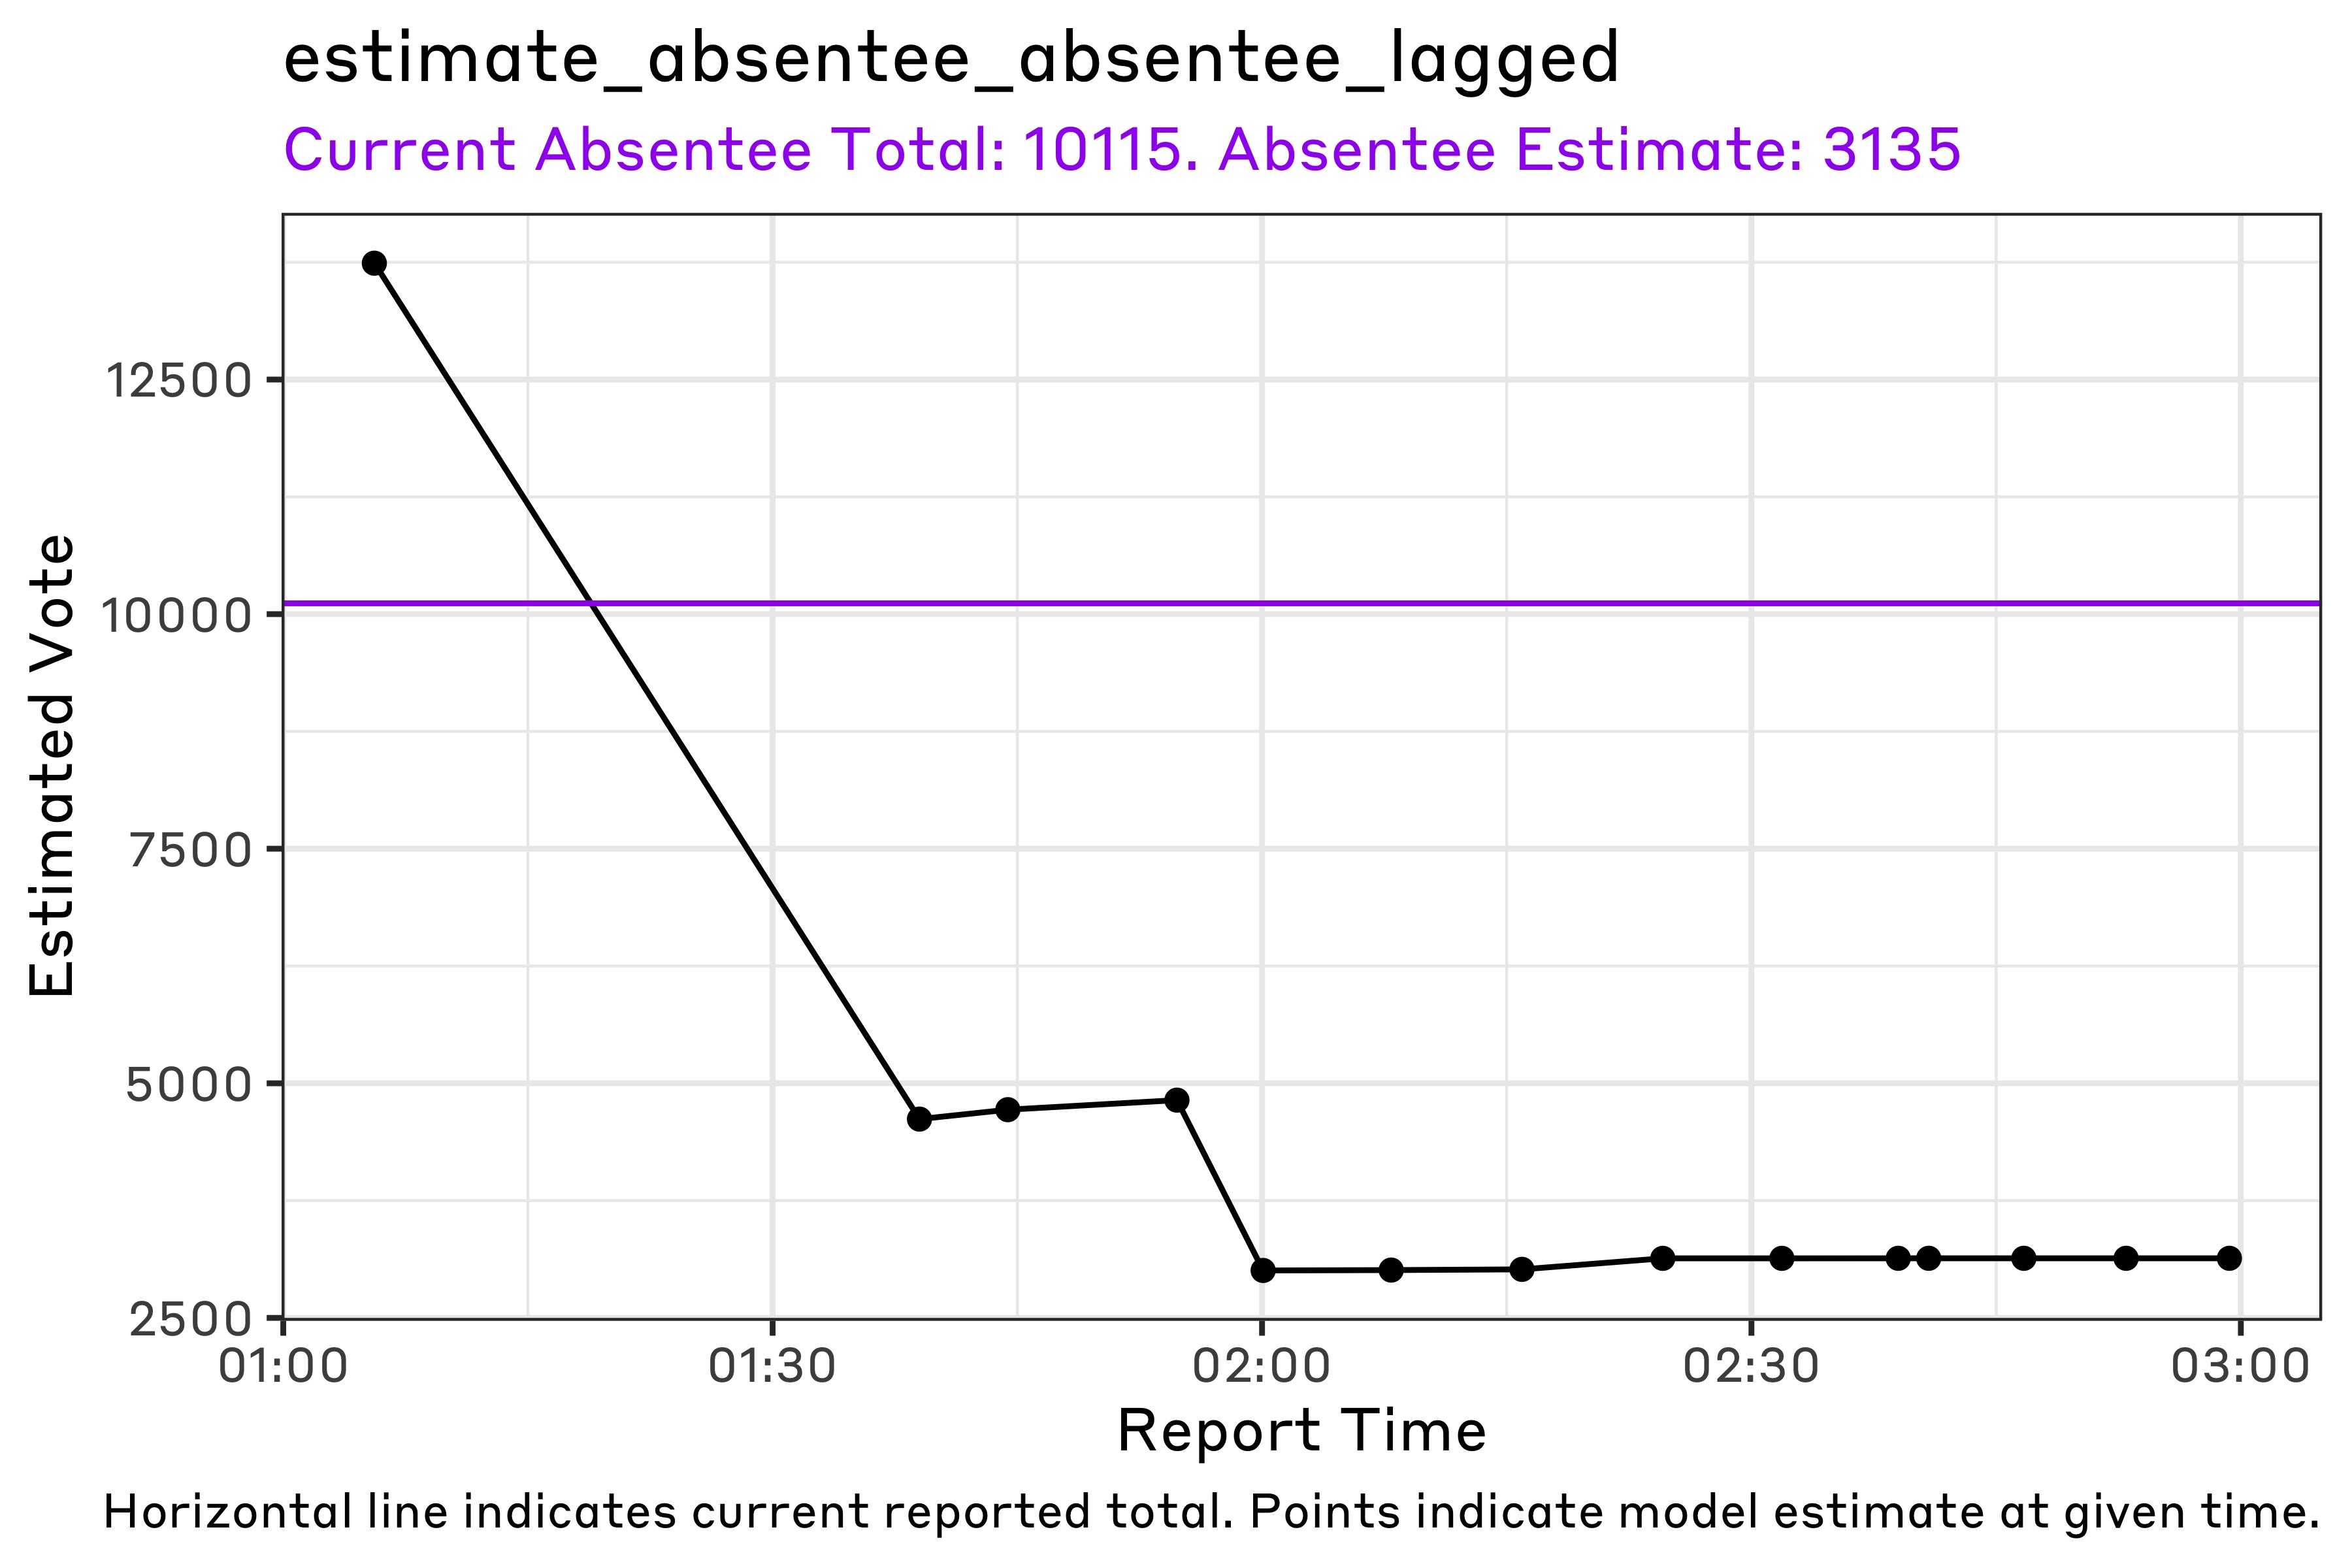 estimate_absentee_absentee_lagged
Current Absentee Total: 10115. Absentee Estimate: 3135
Estimated Vote
12500
10000
7500
5000
2500
01:00 01:30 02:00 02:30 03:00
Report Time
Horizontal line indicates current reported total. Points indicate model estimate at given time.